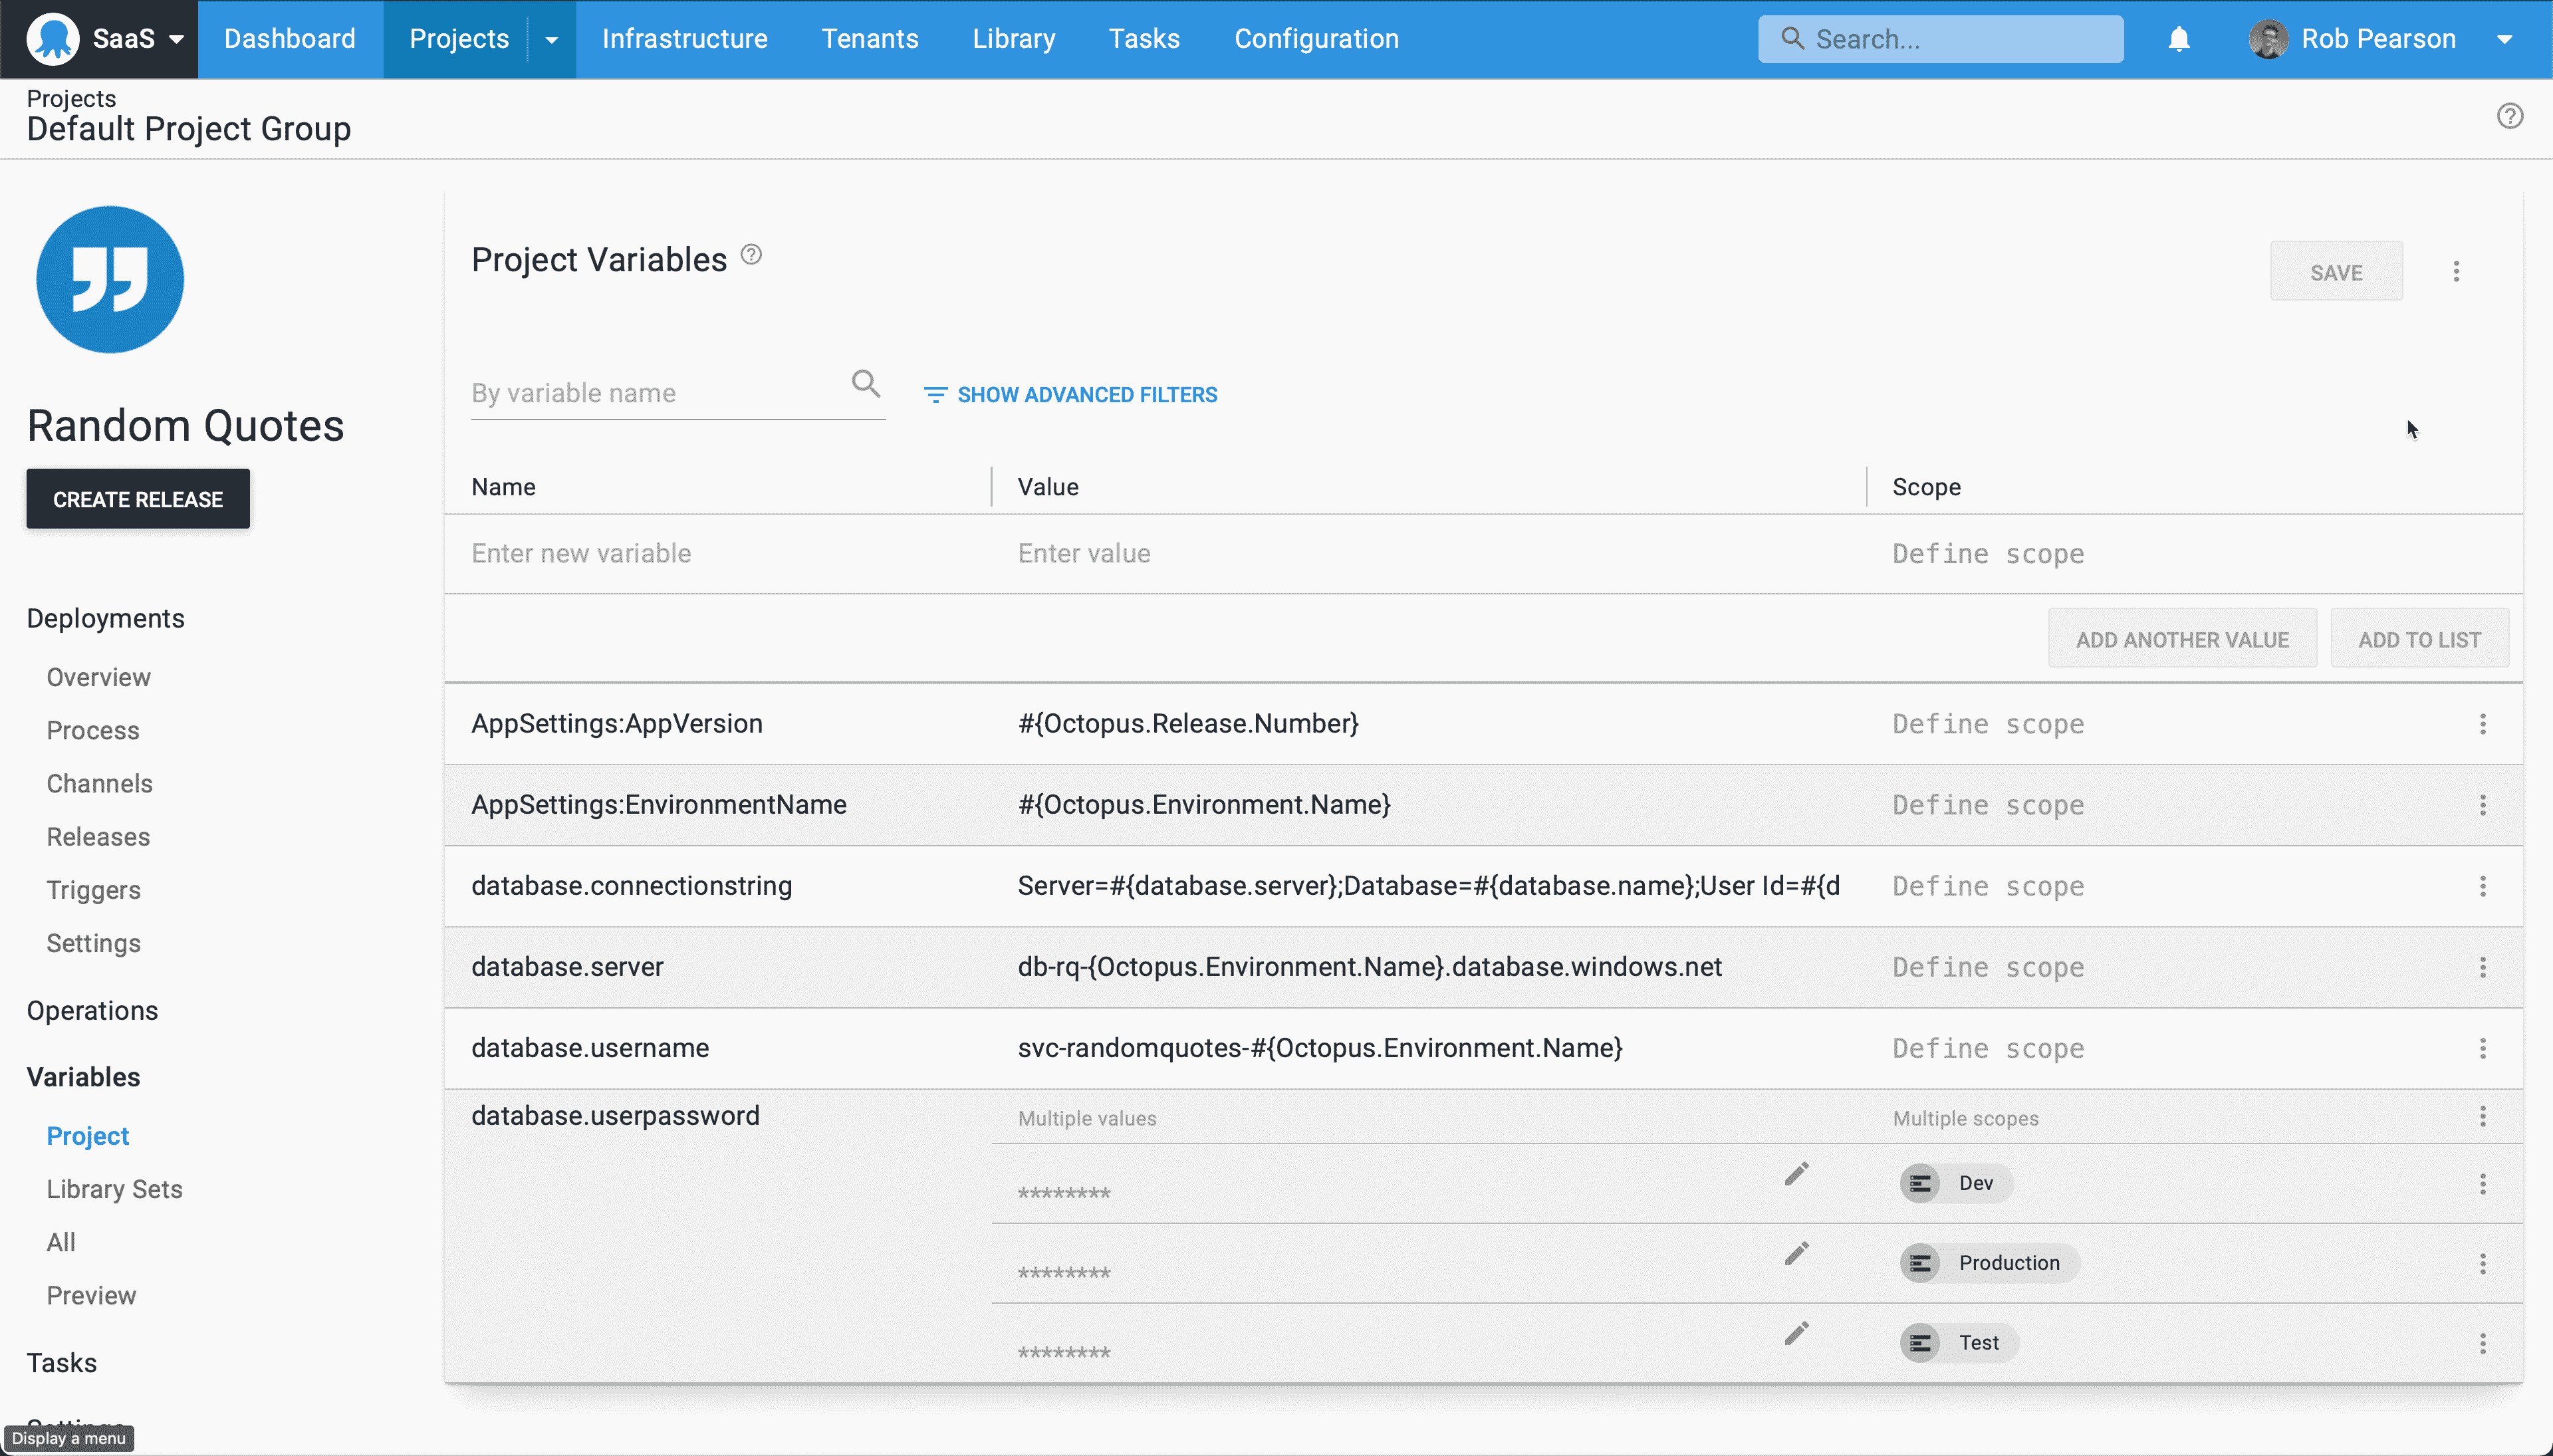 SaaS Dashboard Projects Infrastructure Tenants Library Tasks Configuration Search... Rob Pearson
Projects
Default Project Group
Project Variables
SAVE
By variable name SHOW ADVANCED FILTERS
Random Quotes
CREATE RELEASE
Name Value Scope
Enter new variable Enter value Define scope
ADD ANOTHER VALUE ADD TO LIST
AppSettings:AppVersion #{Octopus.Release.Number} Define scope
AppSettings:EnvironmentName #{Octopus.Environment.Name} Define scope
database.connectionstring Server=#{database.server};Database=#{database.name};User Id=#{d Define scope
database.server db-rq-{Octopus.Environment.Name}.database.windows.net Define scope
database.username svc-randomquotes-#{Octopus.Environment.Name} Define scope
database.userpassword Multiple values Multiple scopes
******** Dev
******** Production
******** Test
Deployments
Overview
Process
Channels
Releases
Triggers
Settings
Operations
Variables
Project
Library Sets
All
Preview
Tasks
Settings
Display a menu